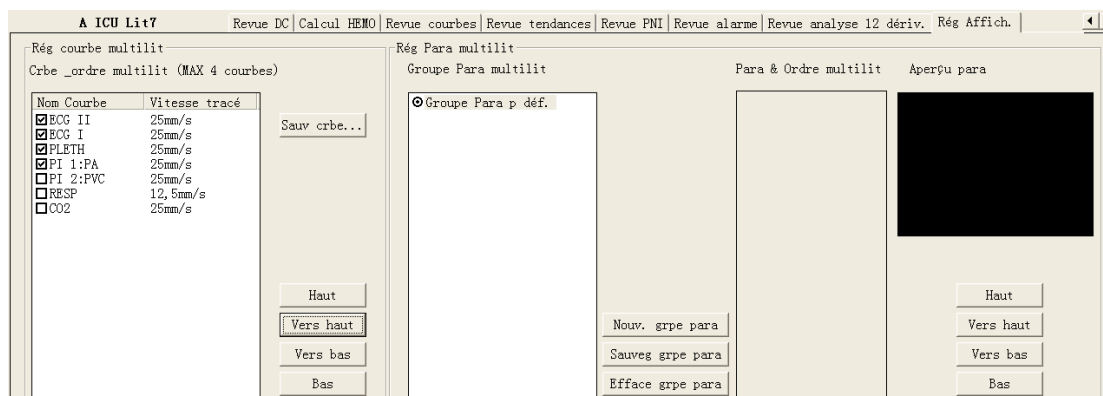 A ICU Lit7 Revue DC Calcul HEMO Revue courbes Revue tendances Revue PNI Revue alarme Revue analyse 12 dériv. Rég Affich.
Rég courbe multilit
Crbe _ordre multilit (MAX 4 courbes)
Nom Courbe Vitesse tracé
ECG II 25mm/s
ECG I 25mm/s
PLETH 25mm/s
PI 1:PA 25mm/s
PI 2:PVC 25mm/s
RESP 12,5mm/s
CO2 25mm/s
Sauv crbe...
Haut
Vers haut
Vers bas
Bas
Rég Para multilit
Groupe Para multilit
Groupe Para p déf.
Nouv. grpe para
Sauveg grpe para
Efface grpe para
Para & Ordre multilit
Aperçu para
Haut
Vers haut
Vers bas
Bas